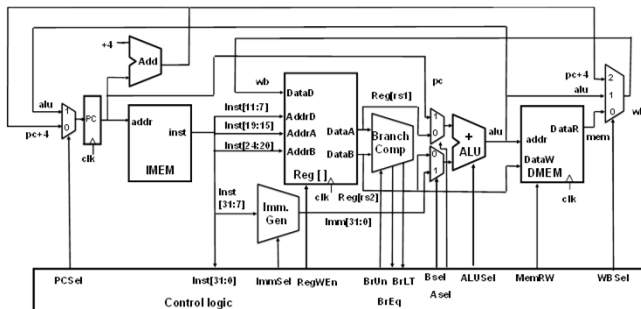 +4
Add
alu
pc+4
1
0
PC
clk
PCSel
addr
inst
IMEM
Inst[11:7]
Inst[19:15]
Inst[24:20]
Inst
[31:7]
Inst[31:0]
wb
DataD
AddrD
AddrA
AddrB
DataA
DataB
Reg [ ]
clk
Imm.
Gen
Imm[31:0]
ImmSel
RegWEn
Reg[rs1]
Reg[rs2]
Branch
Comp
BrUn
BrEq
BrLT
pc
1
0
0
1
Bsel
Asel
+
ALU
alu
ALUSel
addr
DataR
DataW
DMEM
clk
mem
MemRW
pc+4
alu
2
1
0
WBSel
Control logic